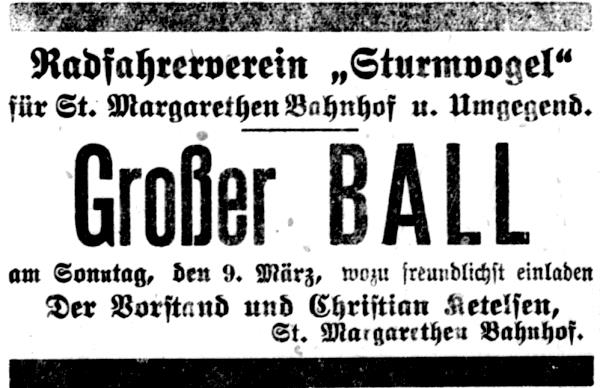 Radfahrerverein „Sturmvogel“
für St. Margarethen Bahnhof u. Umgegend.
Großer BALL
am Sonntag, den 9. März, wozu freundlichst einladen
Der Vorstand und Christian Ketelsen,
St. Margarethen Bahnhof.